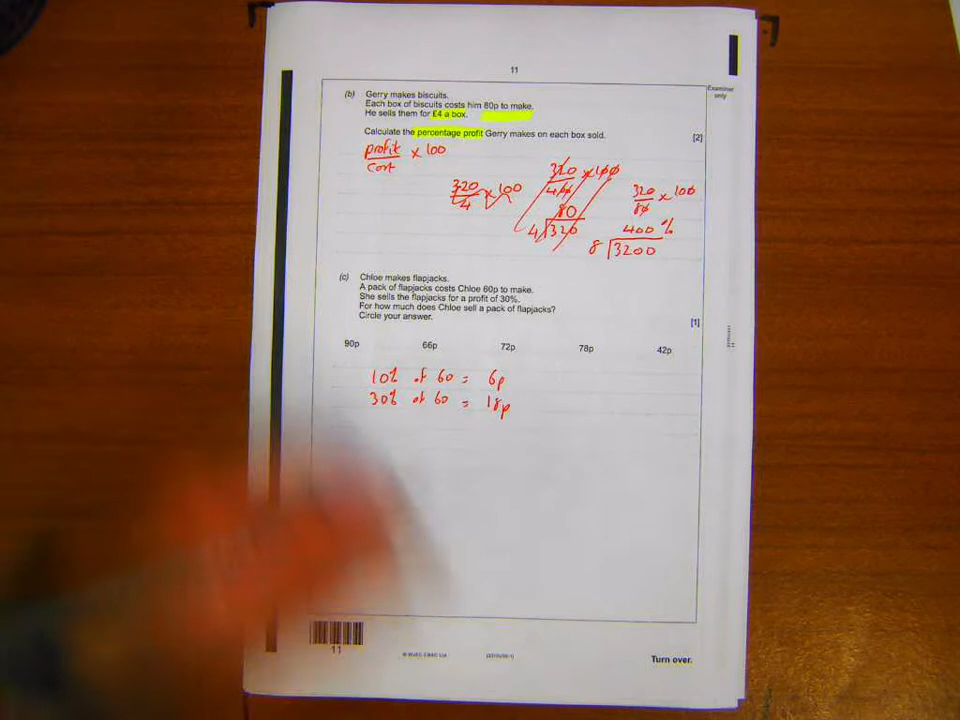 11
Examiner
only
(b) Gerry makes biscuits.
Each box of biscuits costs him 80p to make.
He sells them for £4 a box.
Calculate the percentage profit Gerry makes on each box sold.
[2]
profit/cost × 100
320/4 × 100
320/400 × 100
320/80 × 100
80
4 320
400 %
8 3200
(c) Chloe makes flapjacks.
A pack of flapjacks costs Chloe 60p to make.
She sells the flapjacks for a profit of 30%.
For how much does Chloe sell a pack of flapjacks?
Circle your answer.
[1]
90p 66p 72p 78p 42p
10% of 60 = 6p
30% of 60 = 18p
11
Turn over.